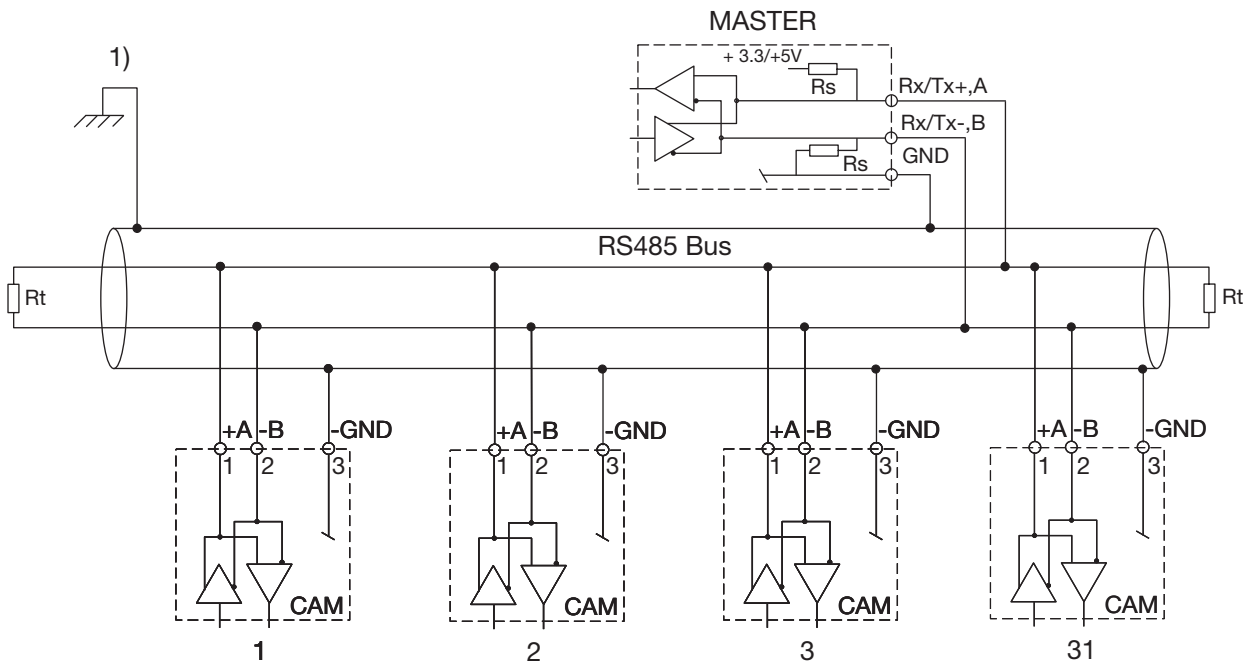 MASTER
1)
+ 3.3/+5V
Rs
Rx/Tx+,A
Rx/Tx-,B
Rs
GND
RS485 Bus
Rt
Rt
+A -B -GND
+A -B -GND
+A -B -GND
+A -B -GND
1 2 3
1 2 3
1 2 3
1 2 3
CAM
CAM
CAM
CAM
1
2
3
31